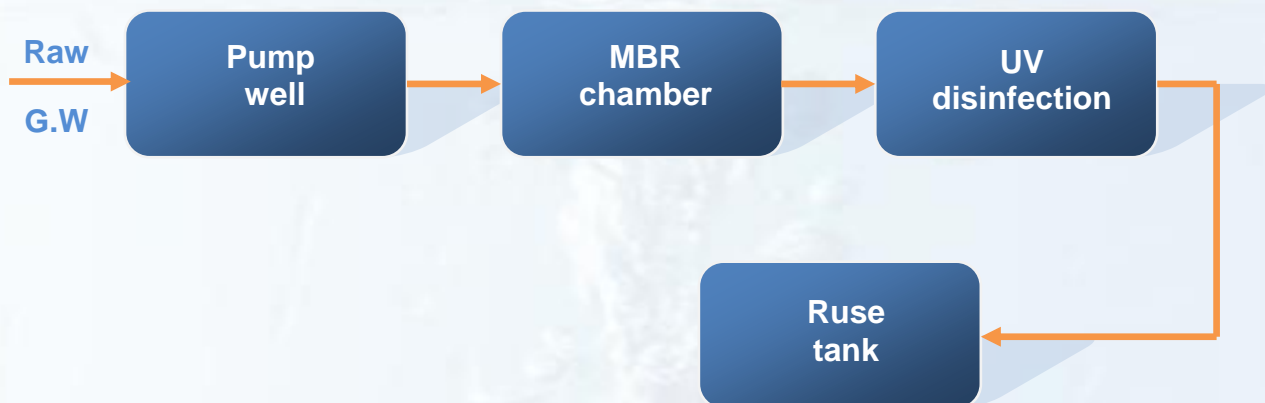 Raw
G.W
Pump
well
MBR
chamber
UV
disinfection
Ruse
tank